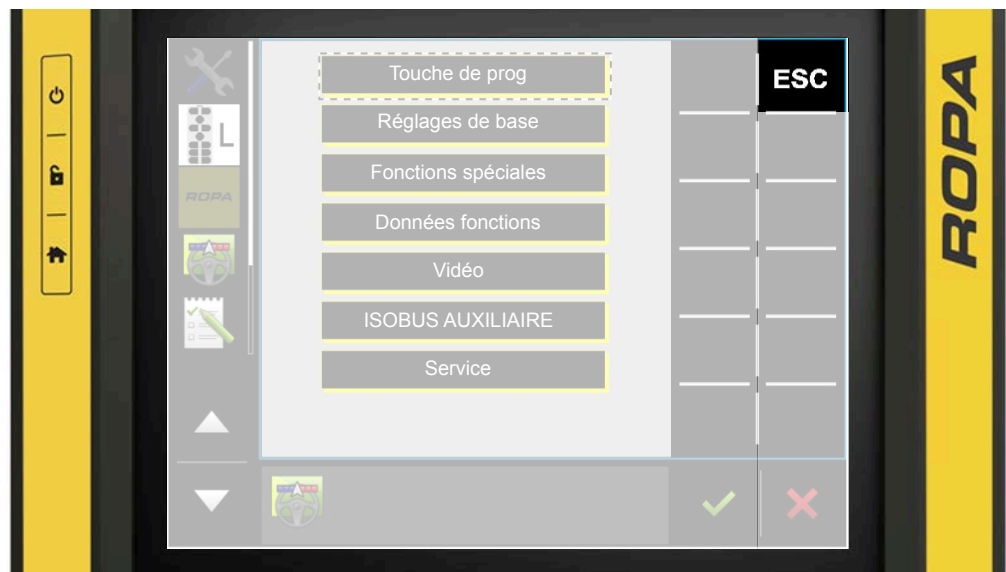 Touche de prog
ESC
Réglages de base
L
Fonctions spéciales
ROPA
Données fonctions
Vidéo
ISOBUS AUXILIAIRE
Service
ROPA